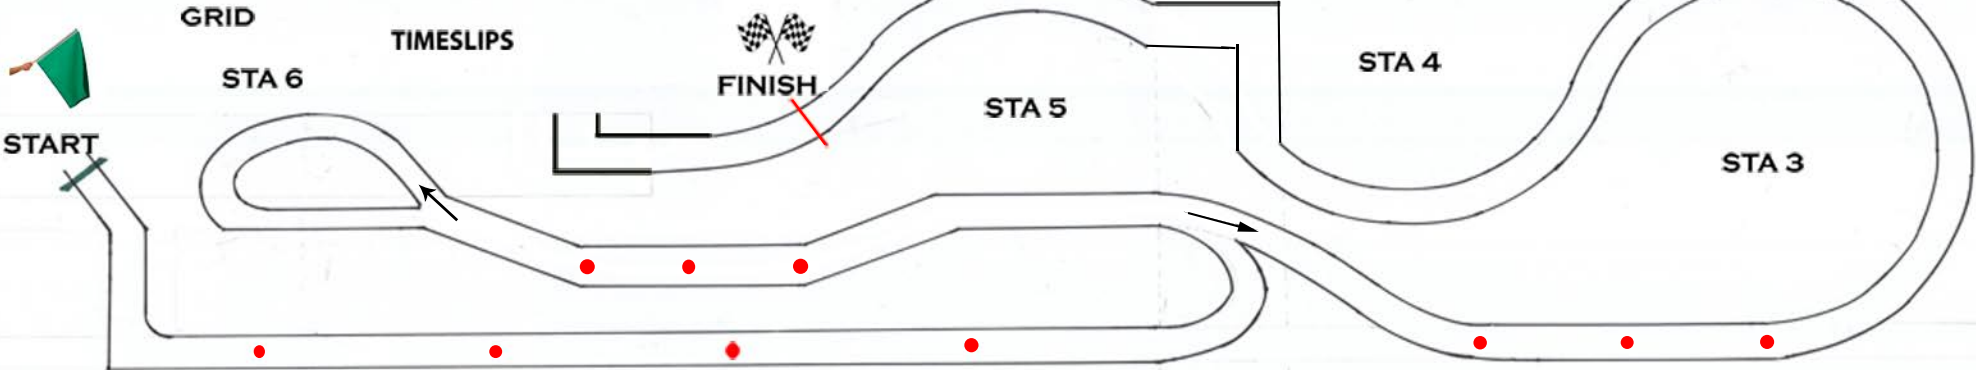 GRID
TIMESLIPS
STA 6
FINISH
START
STA 5
STA 4
STA 3